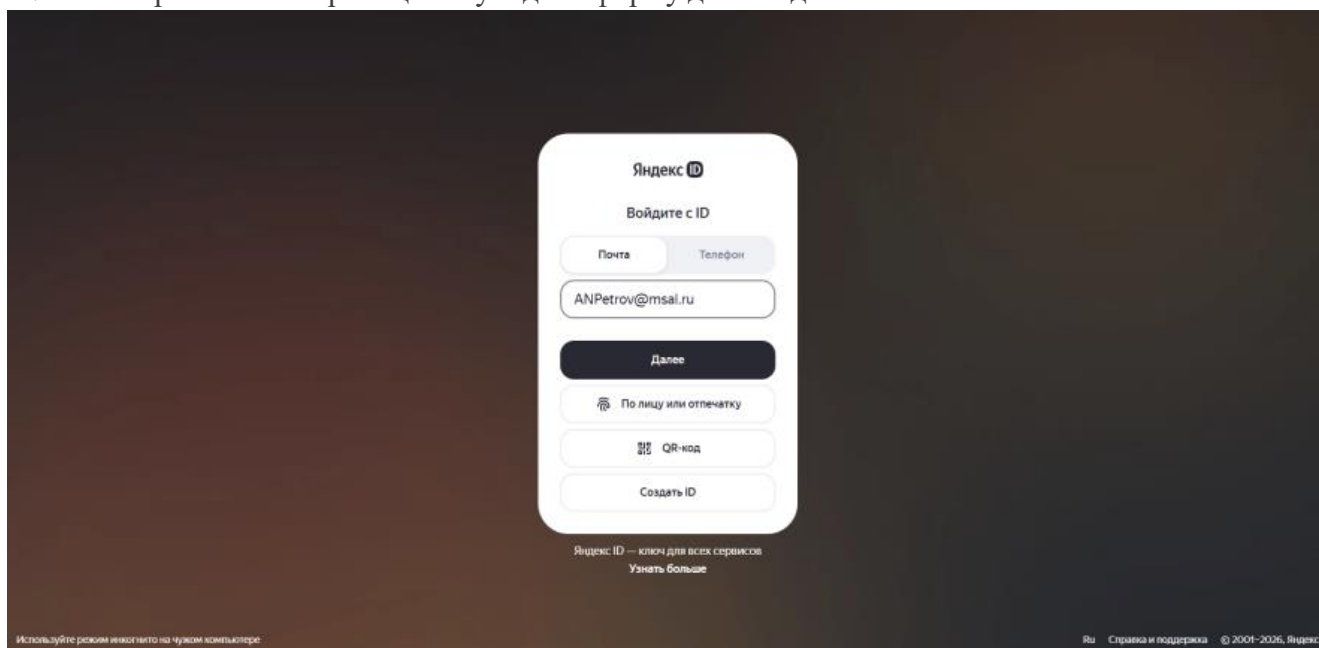 Яндекс ID
Войдите с ID
Почта Телефон
ANPetrov@msal.ru
Далее
По лицу или отпечатку
QR-код
Создать ID
Яндекс ID — ключ для всех сервисов
Узнать больше
Используйте режим инкогнито на чужом компьютере
Ru Справка и поддержка © 2001-2026, Яндекс